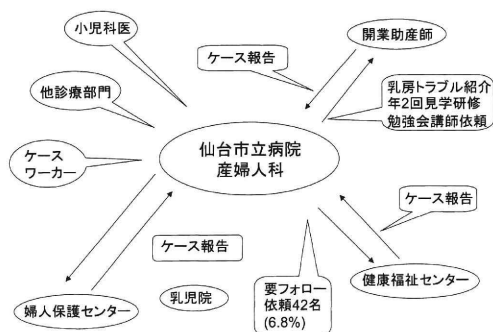 小児科医
ケース報告
開業助産師
他診療部門
乳房トラブル紹介
年2回見学研修
勉強会講師依頼
仙台市立病院
産婦人科
ケース
ワーカー
ケース報告
ケース報告
要フォロー
依頼42名
(6.8%)
健康福祉センター
婦人保護センター
乳児院